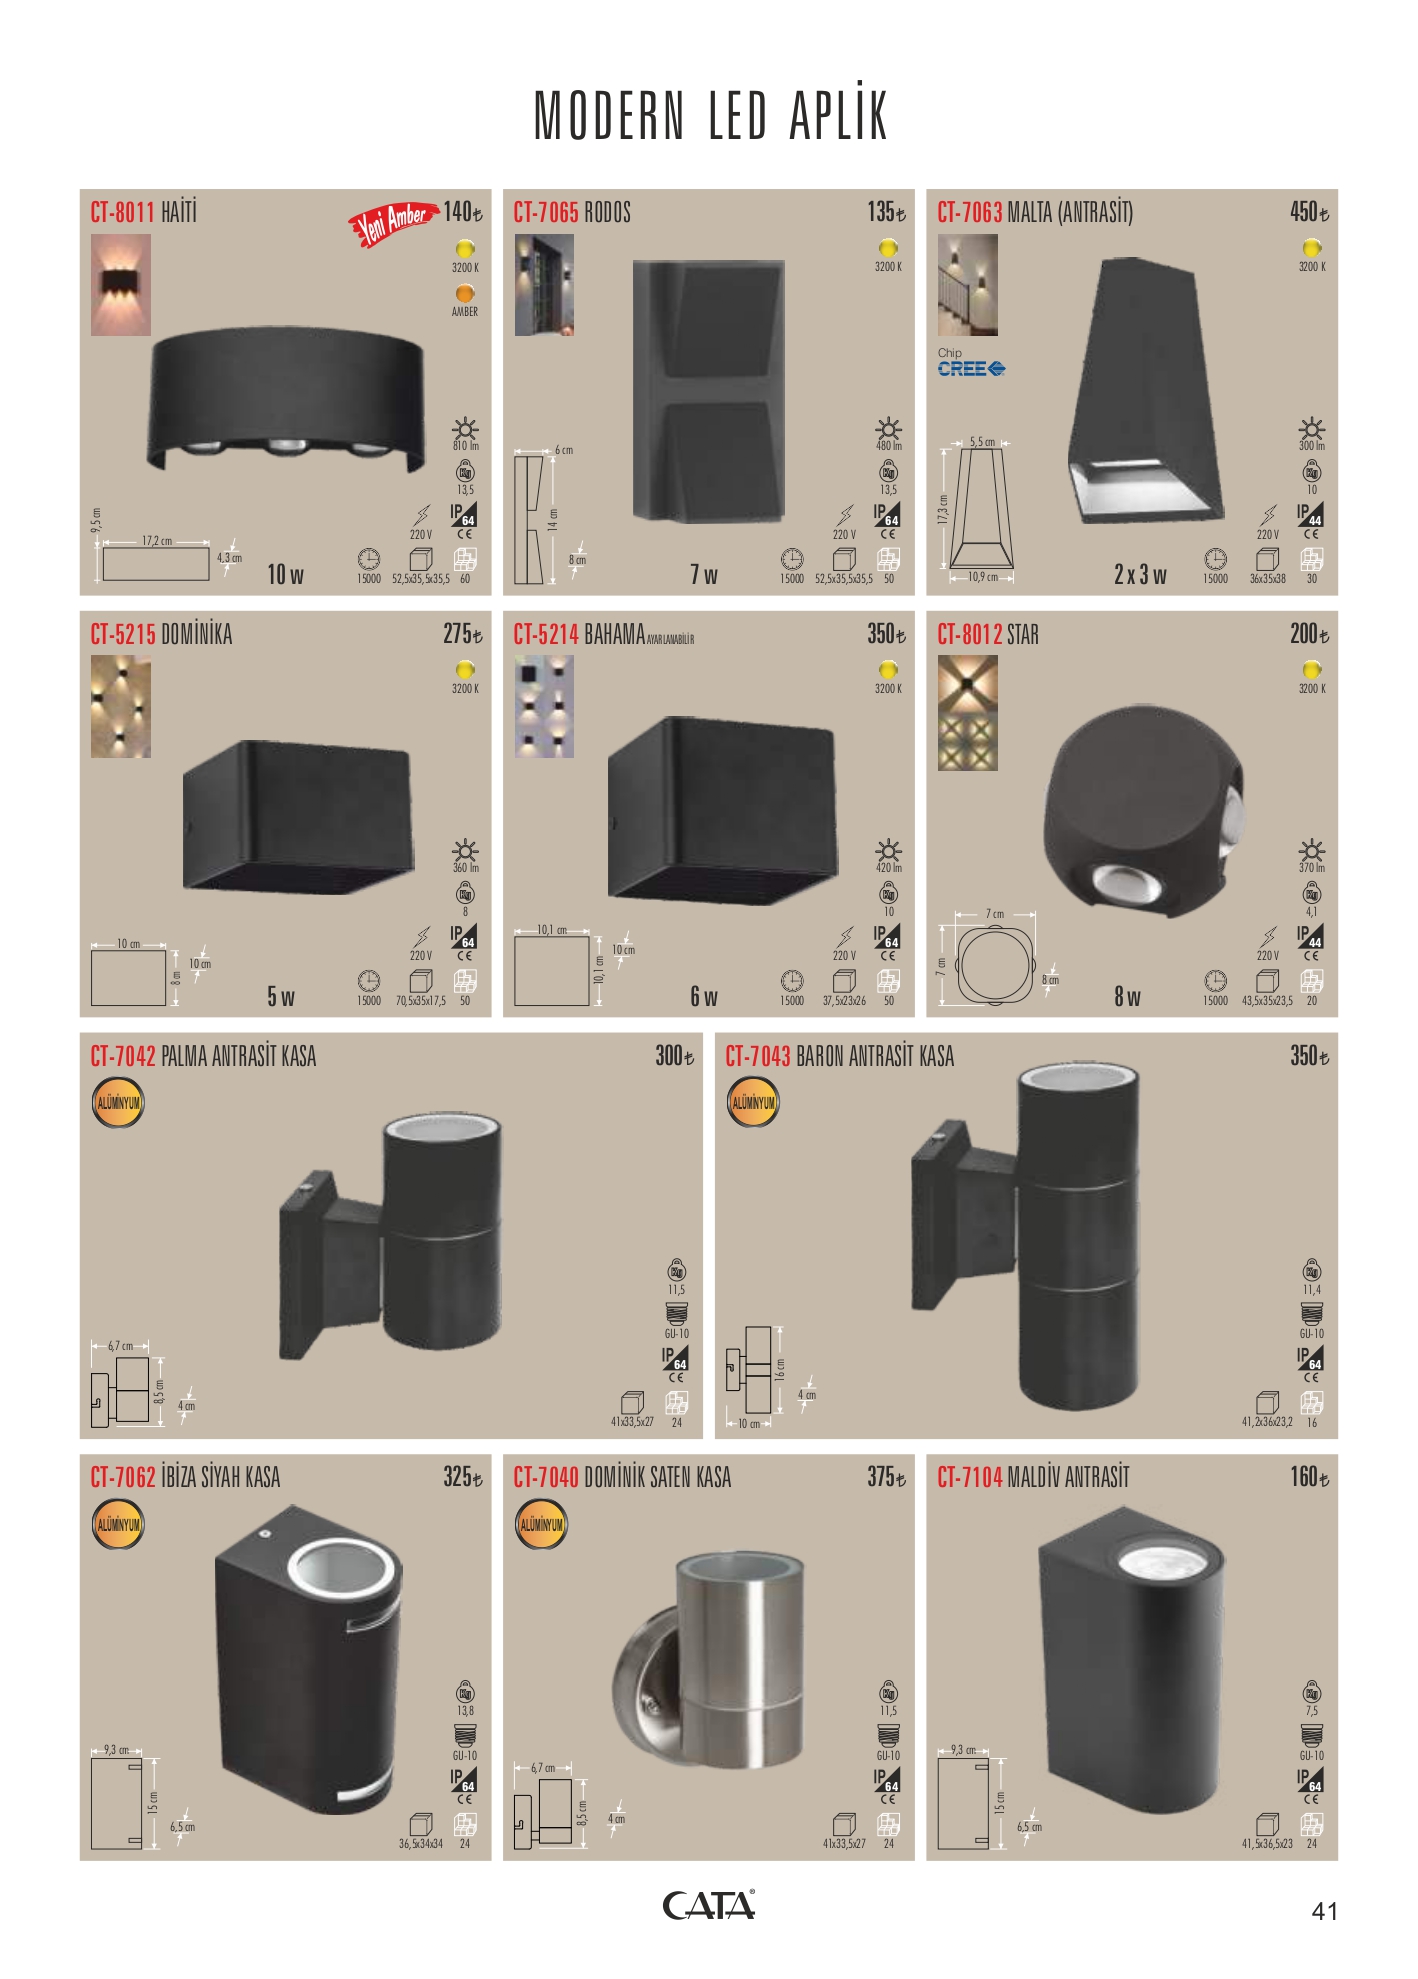 MODERN LED APLİK
CT-8011 HAİTİ
Yeni Amber
140₺
3200 K
AMBER
810 lm
13,5
IP 64
CE
220 V
9,5 cm
17,2 cm
4,3 cm
10 w
15000
52,5x35,5x35,5
60
CT-7065 RODOS
135₺
3200 K
480 lm
13,5
IP 64
CE
220 V
6 cm
14 cm
8 cm
7 w
15000
52,5x35,5x35,5
50
CT-7063 MALTA (ANTRASİT)
450₺
3200 K
Chip
CREE
300 lm
10
IP 44
CE
220 V
5,5 cm
17,3 cm
10,9 cm
2 x 3 w
15000
36x35x38
30
CT-5215 DOMİNİKA
275₺
3200 K
360 lm
8
IP 64
CE
220 V
10 cm
8 cm
10 cm
5 w
15000
70,5x35x17,5
50
CT-5214 BAHAMA AYARLANABİLİR
350₺
3200 K
420 lm
10
IP 64
CE
220 V
10,1 cm
10,1 cm
10 cm
6 w
15000
37,5x23x26
50
CT-8012 STAR
200₺
3200 K
370 lm
4,1
IP 44
CE
220 V
7 cm
7 cm
8 cm
8 w
15000
43,5x35x23,5
20
CT-7042 PALMA ANTRASİT KASA
300₺
ALÜMİNYUM
Kg
11,5
GU-10
IP 64
CE
6,7 cm
8,5 cm
4 cm
41x33,5x27
24
CT-7043 BARON ANTRASİT KASA
350₺
ALÜMİNYUM
Kg
11,4
GU-10
IP 64
CE
16 cm
10 cm
4 cm
41,2x36x23,2
16
CT-7062 İBİZA SİYAH KASA
325₺
ALÜMİNYUM
Kg
13,8
GU-10
IP 64
CE
9,3 cm
15 cm
6,5 cm
36,5x34x34
24
CT-7040 DOMİNİK SATEN KASA
375₺
ALÜMİNYUM
Kg
11,5
GU-10
IP 64
CE
6,7 cm
8,5 cm
4 cm
41x33,5x27
24
CT-7104 MALDİV ANTRASİT
160₺
Kg
7,5
GU-10
IP 64
CE
9,3 cm
15 cm
6,5 cm
41,5x36,5x23
24
CATA®
41